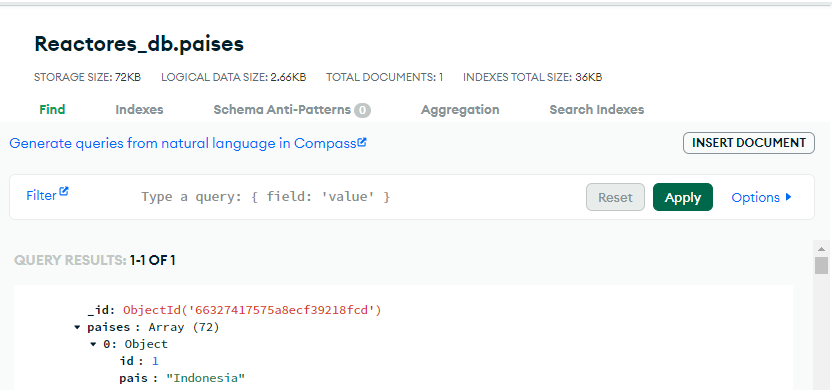 Reactores_db.paises
STORAGE SIZE: 72KB LOGICAL DATA SIZE: 2.66KB TOTAL DOCUMENTS: 1 INDEXES TOTAL SIZE: 36KB
Find Indexes Schema Anti-Patterns 0 Aggregation Search Indexes
Generate queries from natural language in Compass
INSERT DOCUMENT
Filter Type a query: { field: 'value' } Reset Apply Options
QUERY RESULTS: 1-1 OF 1
_id: ObjectId('66327417575a8ecf39218fcd')
paises : Array (72)
0: Object
id : 1
pais : "Indonesia"